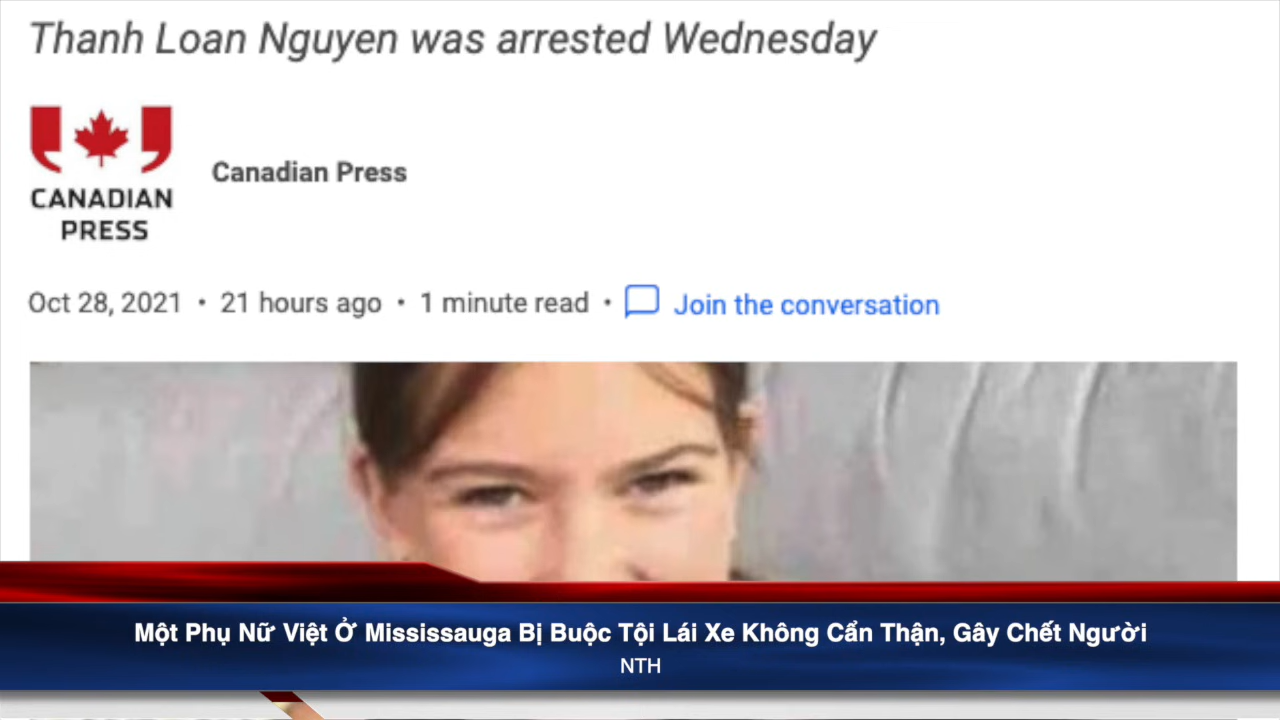 Thanh Loan Nguyen was arrested Wednesday
CANADIAN
PRESS
Canadian Press
Oct 28, 2021 • 21 hours ago • 1 minute read • Join the conversation
Một Phụ Nữ Việt Ở Mississauga Bị Buộc Tội Lái Xe Không Cẩn Thận, Gây Chết Người
NTH